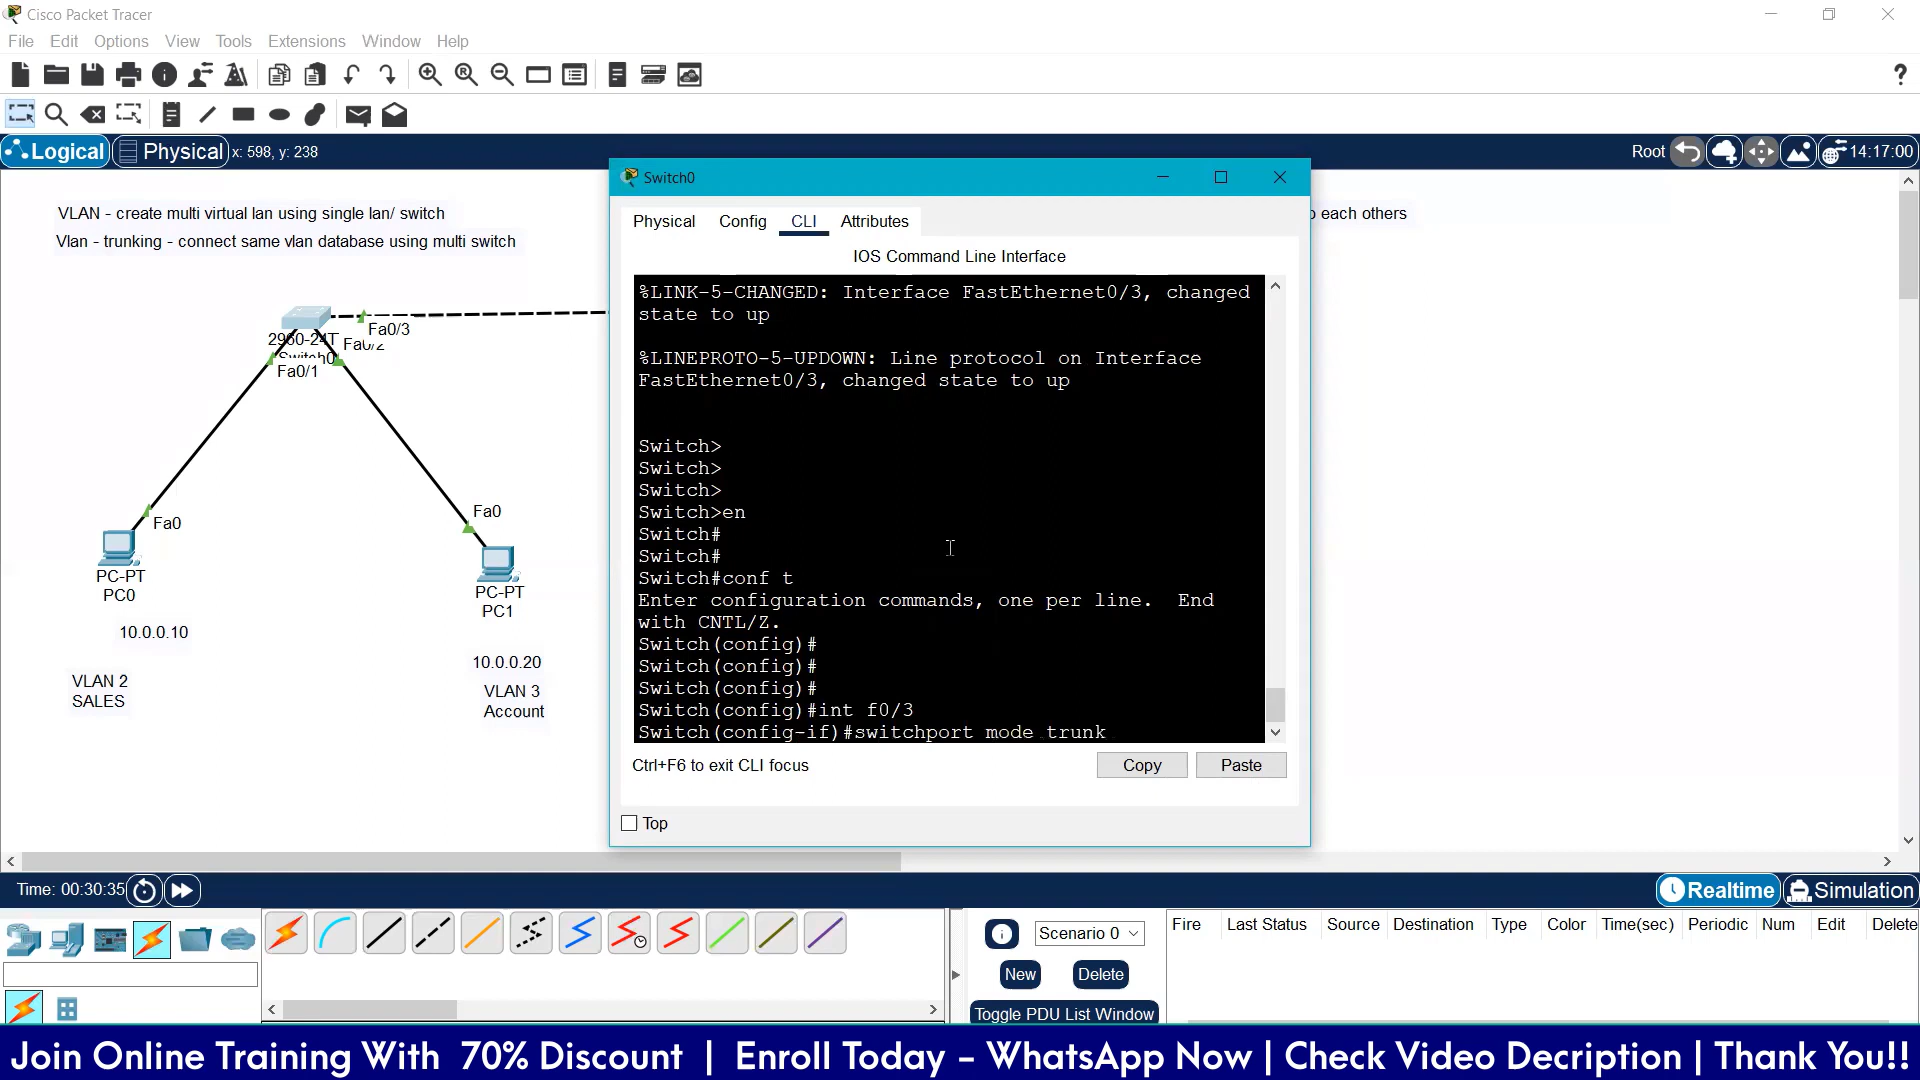 Cisco Packet Tracer
File Edit Options View Tools Extensions Window Help
Logical Physical x: 598, y: 238 Root 14:17:00
VLAN - create multi virtual lan using single lan/ switch
Vlan - trunking - connect same vlan database using multi switch
o each others
Fa0/3
2960-24T
Fa0/2
Switch0
Fa0/1
Fa0
PC-PT
PC0
10.0.0.10
VLAN 2
SALES
Fa0
PC-PT
PC1
10.0.0.20
VLAN 3
Account
Switch0
Physical Config CLI Attributes
IOS Command Line Interface
%LINK-5-CHANGED: Interface FastEthernet0/3, changed
state to up
%LINEPROTO-5-UPDOWN: Line protocol on Interface
FastEthernet0/3, changed state to up
Switch>
Switch>
Switch>
Switch>en
Switch#
Switch#
Switch#conf t
Enter configuration commands, one per line. End
with CNTL/Z.
Switch(config)#
Switch(config)#
Switch(config)#
Switch(config)#int f0/3
Switch(config-if)#switchport mode trunk
Ctrl+F6 to exit CLI focus
Copy Paste
Top
Time: 00:30:35
Realtime Simulation
Scenario 0
New Delete
Toggle PDU List Window
Fire Last Status Source Destination Type Color Time(sec) Periodic Num Edit Delete
Join Online Training With 70% Discount | Enroll Today - WhatsApp Now | Check Video Decription | Thank You!!